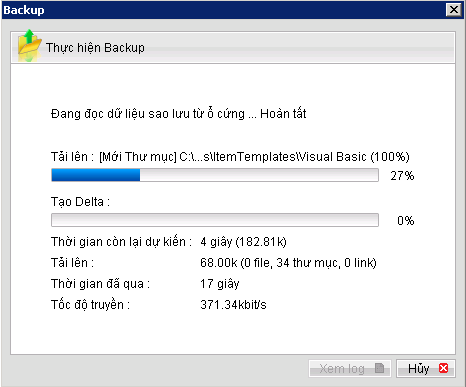 Backup
Thực hiện Backup
Đang đọc dữ liệu sao lưu từ ổ cứng ... Hoàn tất
Tải lên : [Mới Thư mục] C:\...s\ItemTemplates\Visual Basic (100%)
27%
Tạo Delta :
0%
Thời gian còn lại dự kiến : 4 giây (182.81k)
Tải lên : 68.00k (0 file, 34 thư mục, 0 link)
Thời gian đã qua : 17 giây
Tốc độ truyền : 371.34kbit/s
Xem log Hủy